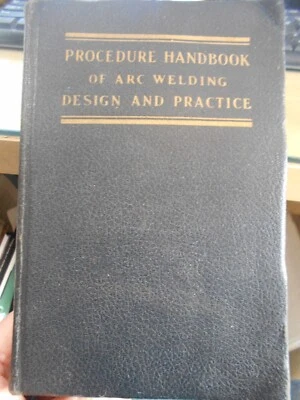 PROCEDURE HANDBOOK
OF ARC WELDING
DESIGN AND PRACTICE